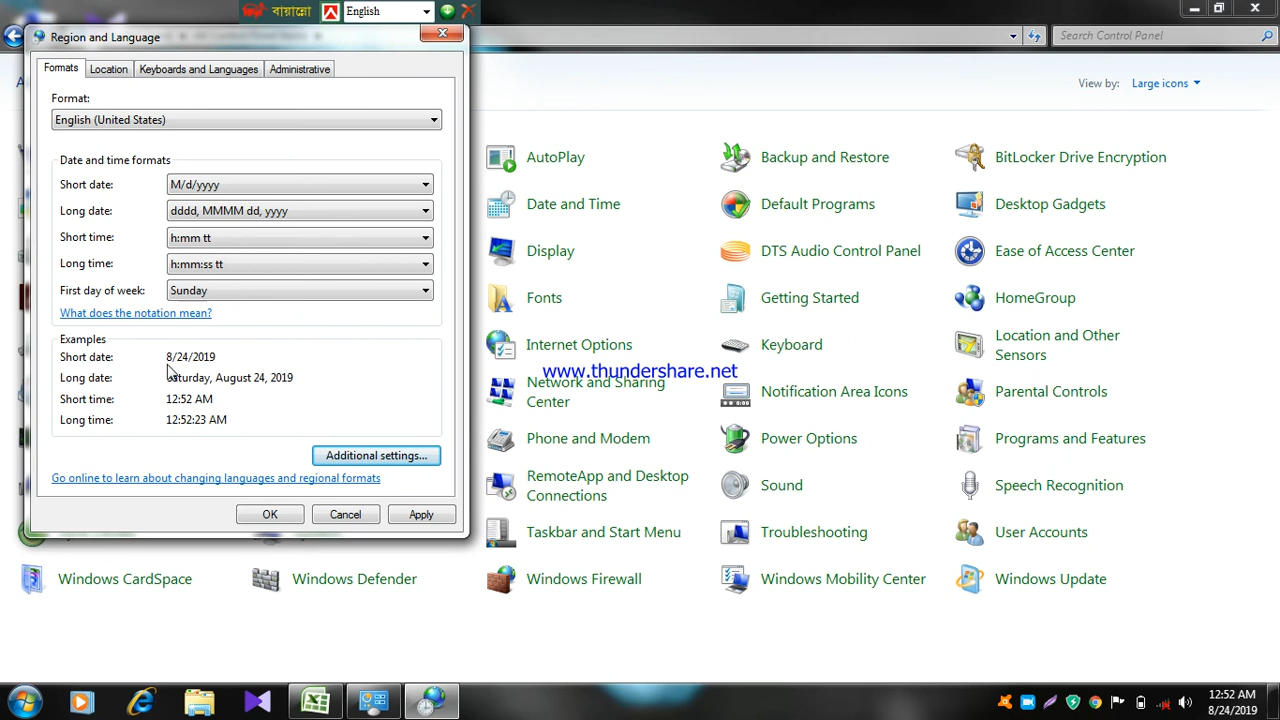 বায়ান্নো
English
Region and Language
Search Control Panel
Formats
Location
Keyboards and Languages
Administrative
View by:
Large icons
Format:
English (United States)
Date and time formats
Short date:
M/d/yyyy
Long date:
dddd, MMMM dd, yyyy
Short time:
h:mm tt
Long time:
h:mm:ss tt
First day of week:
Sunday
What does the notation mean?
Examples
Short date:
8/24/2019
Long date:
Saturday, August 24, 2019
Short time:
12:52 AM
Long time:
12:52:23 AM
Additional settings...
Go online to learn about changing languages and regional formats
OK
Cancel
Apply
AutoPlay
Backup and Restore
BitLocker Drive Encryption
Date and Time
Default Programs
Desktop Gadgets
Display
DTS Audio Control Panel
Ease of Access Center
Fonts
Getting Started
HomeGroup
Internet Options
Keyboard
Location and Other
Sensors
www.thundershare.net
Network and Sharing
Center
Notification Area Icons
Parental Controls
Phone and Modem
Power Options
Programs and Features
RemoteApp and Desktop
Connections
Sound
Speech Recognition
Taskbar and Start Menu
Troubleshooting
User Accounts
Windows CardSpace
Windows Defender
Windows Firewall
Windows Mobility Center
Windows Update
12:52 AM
8/24/2019